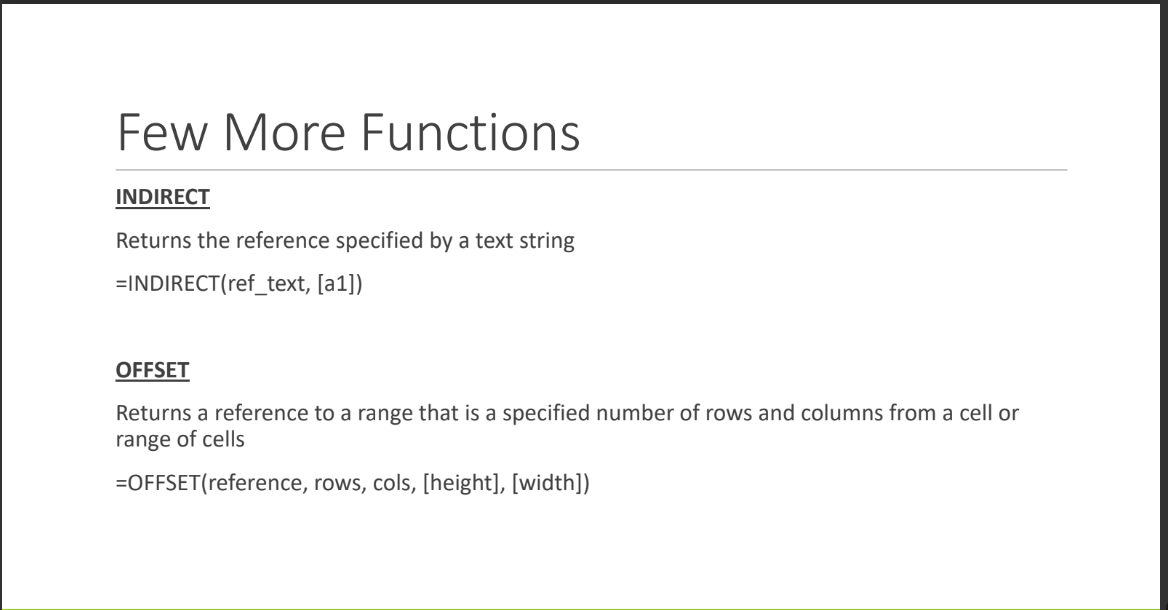 Few More Functions
INDIRECT
Returns the reference specified by a text string
=INDIRECT(ref_text, [a1])
OFFSET
Returns a reference to a range that is a specified number of rows and columns from a cell or
range of cells
=OFFSET(reference, rows, cols, [height], [width])